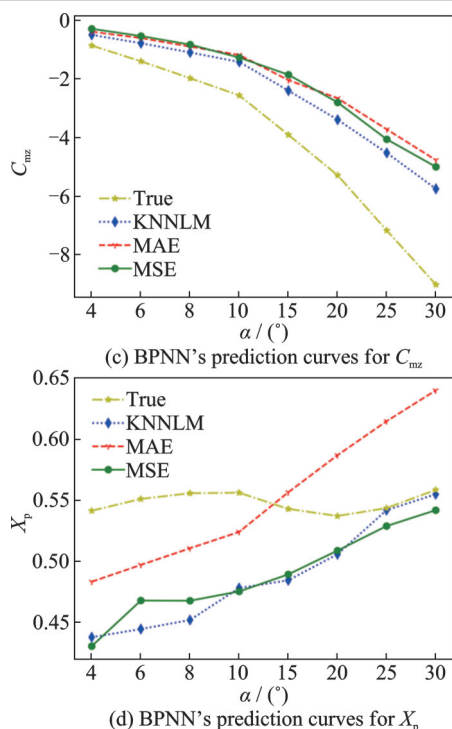 0
−2
−4
−6
−8
C_mz
True
KNNLM
MAE
MSE
4 6 8 10 15 20 25 30
α / (°)
(c) BPNN's prediction curves for C_mz
0.65
0.60
0.55
0.50
0.45
X_p
True
KNNLM
MAE
MSE
4 6 8 10 15 20 25 30
α / (°)
(d) BPNN's prediction curves for X_p